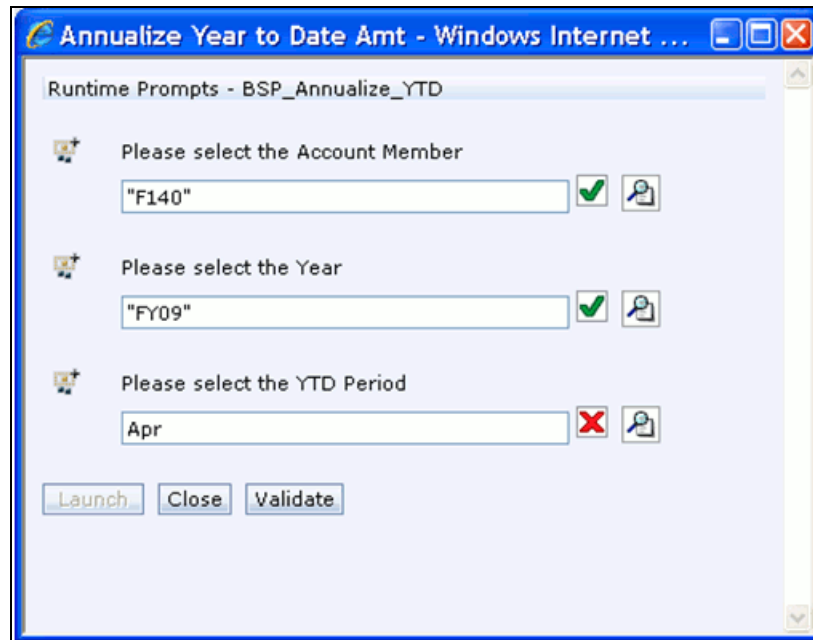 Annualize Year to Date Amt - Windows Internet ...
Runtime Prompts - BSP_Annualize_YTD
Please select the Account Member
"F140"
Please select the Year
"FY09"
Please select the YTD Period
Apr
Launch Close Validate